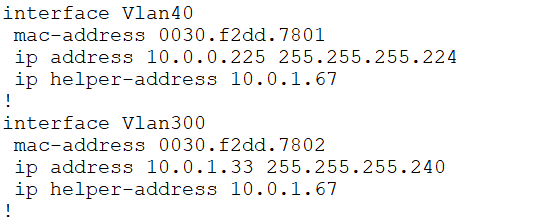 interface Vlan40
 mac-address 0030.f2dd.7801
 ip address 10.0.0.225 255.255.255.224
 ip helper-address 10.0.1.67
!
interface Vlan300
 mac-address 0030.f2dd.7802
 ip address 10.0.1.33 255.255.255.240
 ip helper-address 10.0.1.67
!